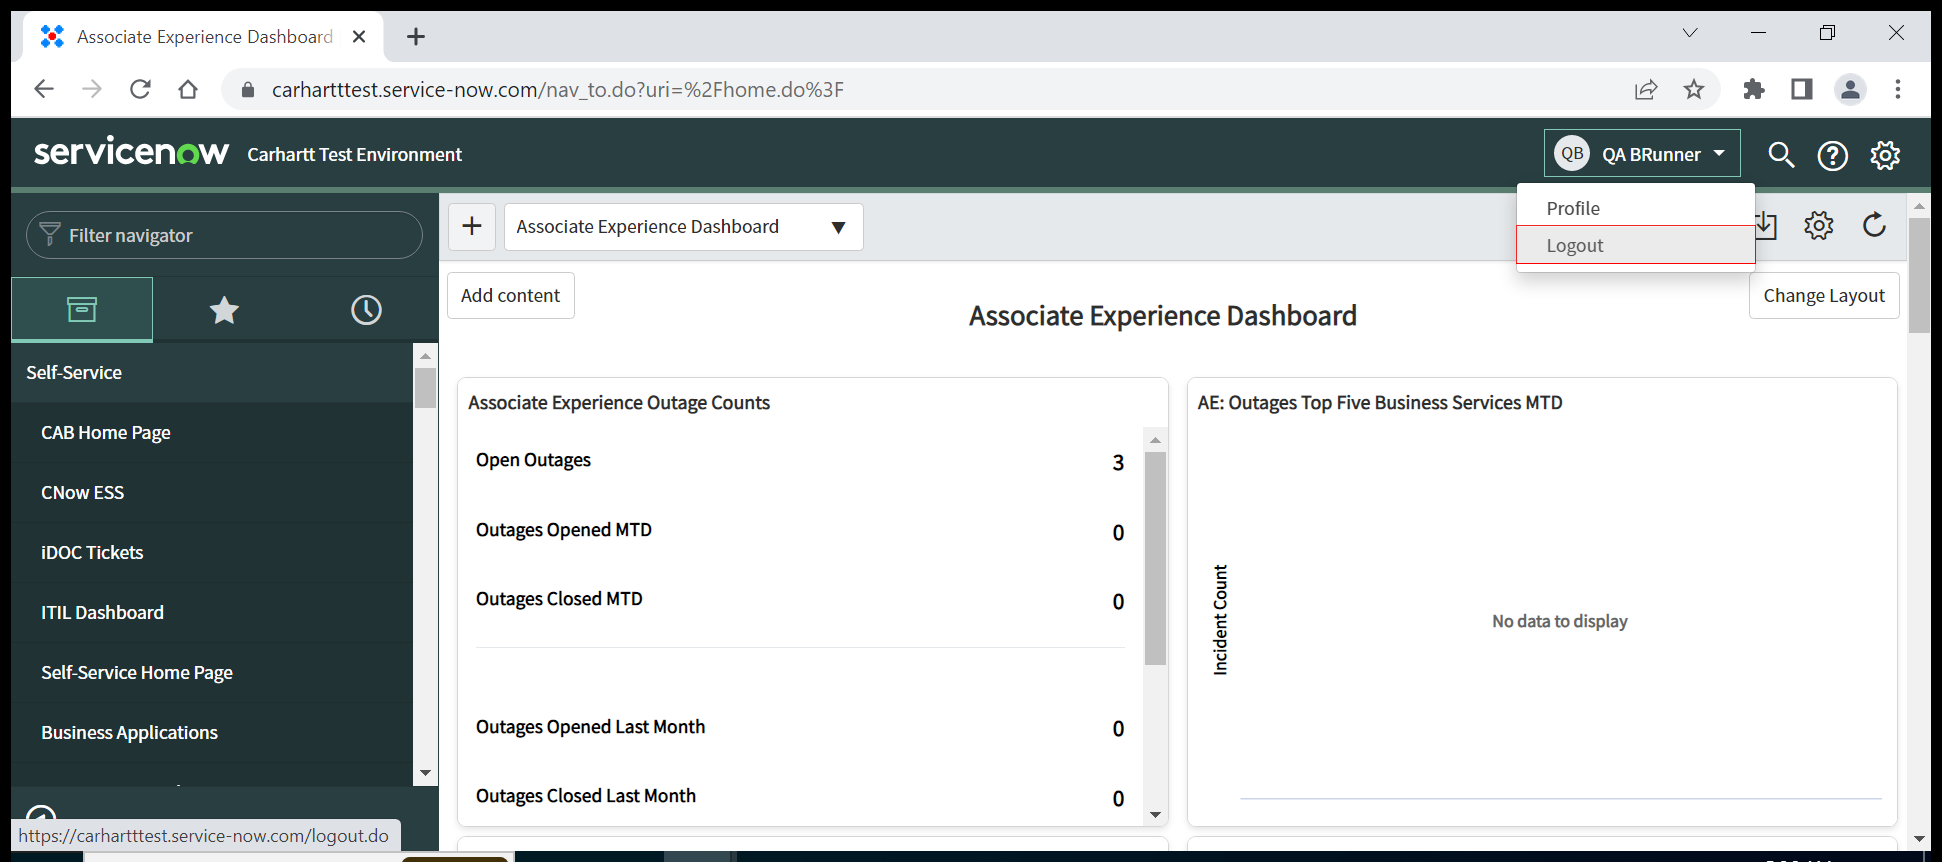 Associate Experience Dashboard
carhartttest.service-now.com/nav_to.do?uri=%2Fhome.do%3F
servicenow Carhartt Test Environment
QB QA BRunner
Profile
Logout
Filter navigator
Associate Experience Dashboard
Add content
Change Layout
Associate Experience Dashboard
Self-Service
CAB Home Page
CNow ESS
iDOC Tickets
ITIL Dashboard
Self-Service Home Page
Business Applications
Associate Experience Outage Counts
Open Outages 3
Outages Opened MTD 0
Outages Closed MTD 0
Outages Opened Last Month 0
Outages Closed Last Month 0
AE: Outages Top Five Business Services MTD
Incident Count
No data to display
https://carhartttest.service-now.com/logout.do